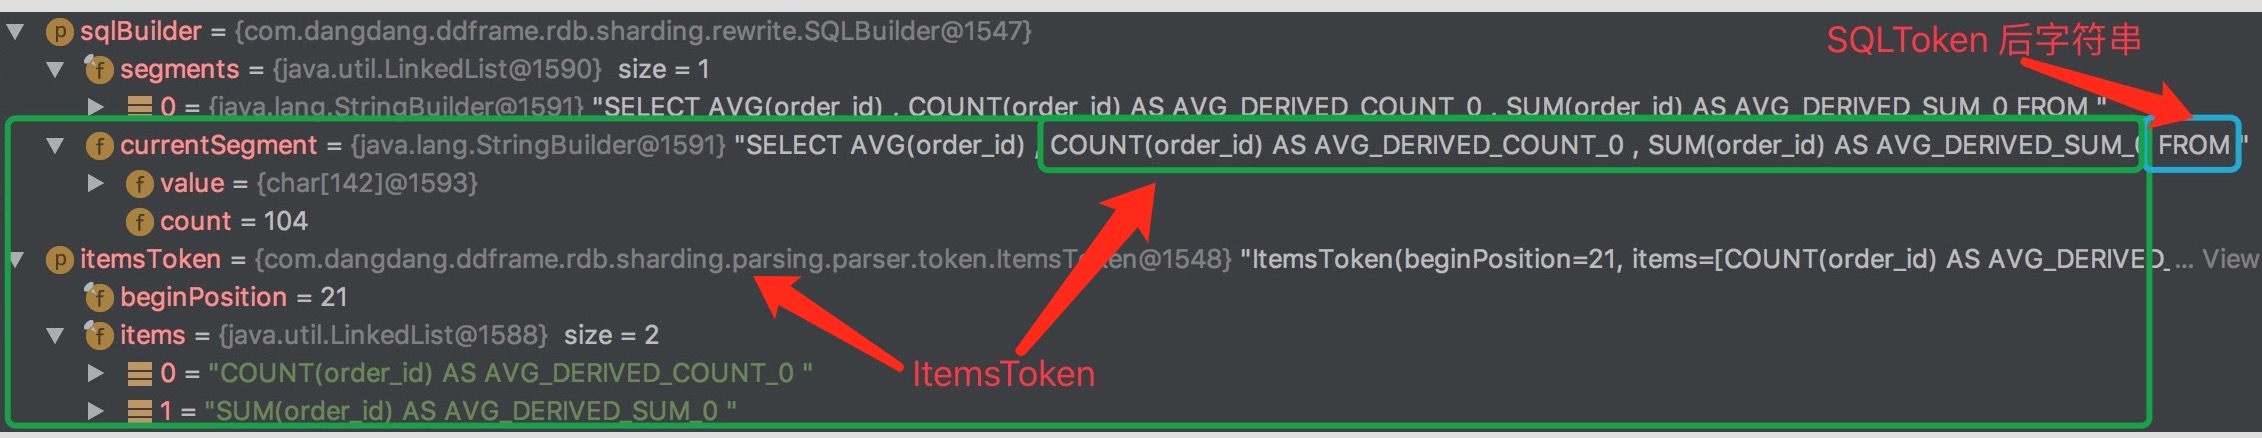 p sqlBuilder = {com.dangdang.ddframe.rdb.sharding.rewrite.SQLBuilder@1547}
SQLToken 后字符串
f segments = {java.util.LinkedList@1590} size = 1
0 = {java.lang.StringBuilder@1591} "SELECT AVG(order_id) , COUNT(order_id) AS AVG_DERIVED_COUNT_0 , SUM(order_id) AS AVG_DERIVED_SUM_0 FROM "
f currentSegment = {java.lang.StringBuilder@1591} "SELECT AVG(order_id) , COUNT(order_id) AS AVG_DERIVED_COUNT_0 , SUM(order_id) AS AVG_DERIVED_SUM_0 FROM "
f value = {char[142]@1593}
f count = 104
p itemsToken = {com.dangdang.ddframe.rdb.sharding.parsing.parser.token.ItemsToken@1548} "ItemsToken(beginPosition=21, items=[COUNT(order_id) AS AVG_DERIVED_... View
f beginPosition = 21
f items = {java.util.LinkedList@1588} size = 2
0 = "COUNT(order_id) AS AVG_DERIVED_COUNT_0 "
ItemsToken
1 = "SUM(order_id) AS AVG_DERIVED_SUM_0 "